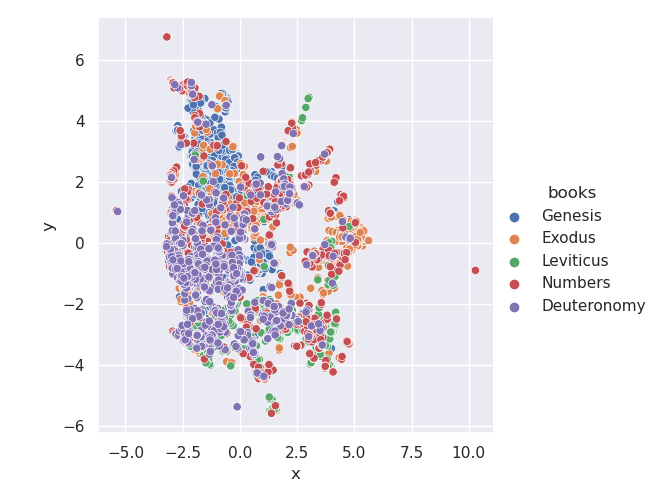 6
4
2
0
−2
−4
−6
y
−5.0 −2.5 0.0 2.5 5.0 7.5 10.0
x
books
Genesis
Exodus
Leviticus
Numbers
Deuteronomy